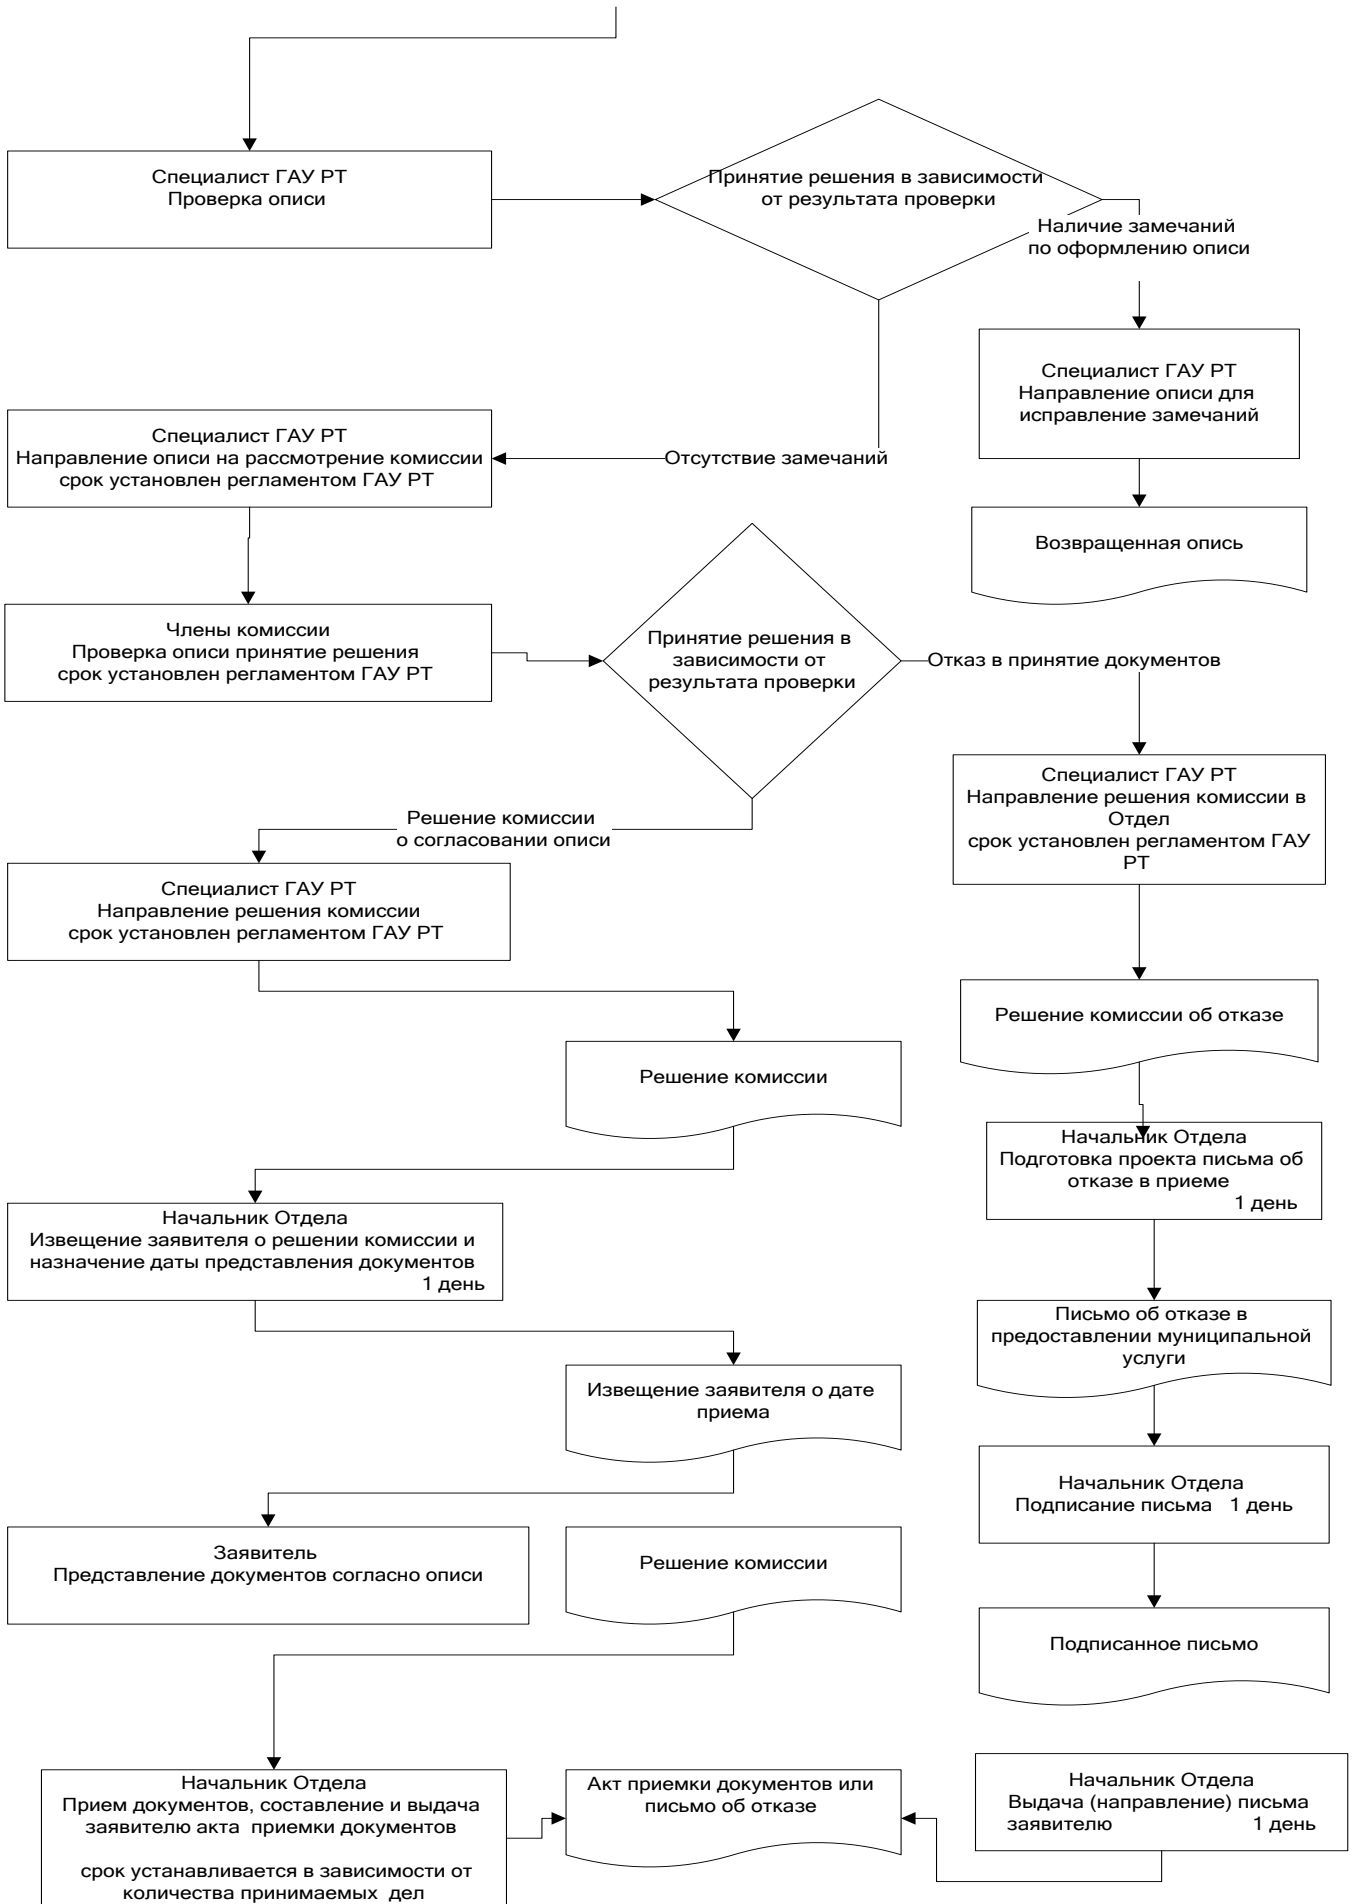 Специалист ГАУ РТ
Проверка описи
Принятие решения в зависимости
от результата проверки
Наличие замечаний
по оформлению описи
Специалист ГАУ РТ
Направление описи для
исправление замечаний
Специалист ГАУ РТ
Направление описи на рассмотрение комиссии
срок установлен регламентом ГАУ РТ
Отсутствие замечаний
Возвращенная опись
Члены комиссии
Проверка описи принятие решения
срок установлен регламентом ГАУ РТ
Принятие решения в
зависимости от
результата проверки
Отказ в принятие документов
Специалист ГАУ РТ
Направление решения комиссии в
Отдел
срок установлен регламентом ГАУ
РТ
Решение комиссии
о согласовании описи
Специалист ГАУ РТ
Направление решения комиссии
срок установлен регламентом ГАУ РТ
Решение комиссии об отказе
Решение комиссии
Начальник Отдела
Подготовка проекта письма об
отказе в приеме
1 день
Начальник Отдела
Извещение заявителя о решении комиссии и
назначение даты представления документов
1 день
Письмо об отказе в
предоставлении муниципальной
услуги
Извещение заявителя о дате
приема
Начальник Отдела
Подписание письма 1 день
Заявитель
Представление документов согласно описи
Решение комиссии
Подписанное письмо
Начальник Отдела
Прием документов, составление и выдача
заявителю акта приемки документов
срок устанавливается в зависимости от
количества принимаемых дел
Акт приемки документов или
письмо об отказе
Начальник Отдела
Выдача (направление) письма
заявителю 1 день